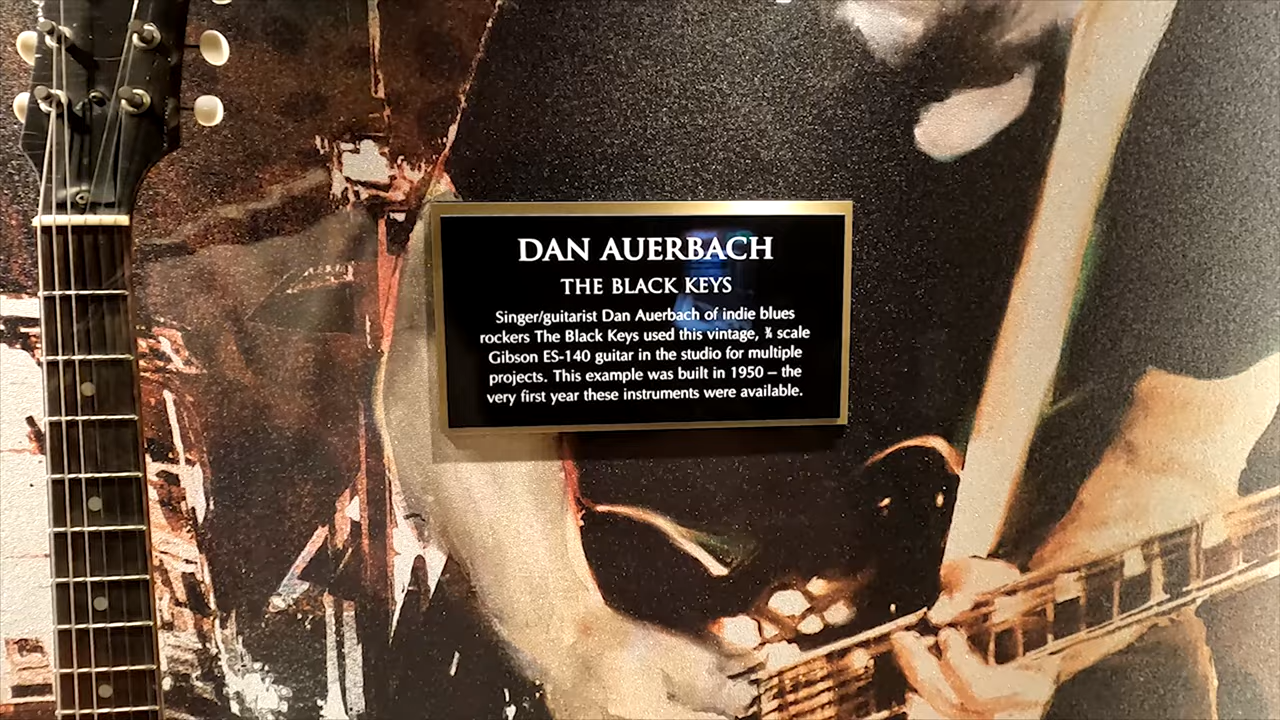 DAN AUERBACH
THE BLACK KEYS
Singer/guitarist Dan Auerbach of indie blues
rockers The Black Keys used this vintage, ¾ scale
Gibson ES-140 guitar in the studio for multiple
projects. This example was built in 1950 – the
very first year these instruments were available.